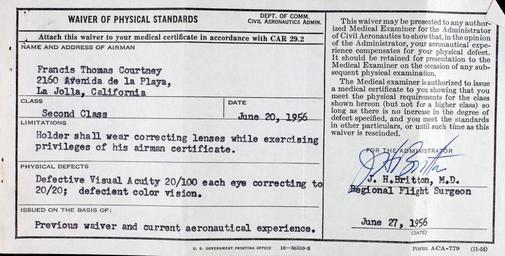 WAIVER OF PHYSICAL STANDARDS
DEPT. OF COMM.
CIVIL AERONAUTICS ADMIN.
Attach this waiver to your medical certificate in accordance with CAR 29.2
NAME AND ADDRESS OF AIRMAN
Francis Thomas Courtney
2160 Avenida de la Playa,
La Jolla, California
CLASS
Second Class
DATE
June 20, 1956
LIMITATIONS
Holder shall wear correcting lenses while exercising
privileges of his airman certificate.
PHYSICAL DEFECTS
Defective Visual Acuity 20/100 each eye correcting to
20/20; defecient color vision.
ISSUED ON THE BASIS OF:
Previous waiver and current aeronautical experience.
U. S. GOVERNMENT PRINTING OFFICE
This waiver may be presented to any author-
ized Medical Examiner for the Administrator
of Civil Aeronautics to show that, in the opinion
of the Administrator, your aeronautical expe-
rience compensates for your physical defect.
It should be retained for presentation to the
Medical Examiner on the occasion of any sub-
sequent physical examination.
The Medical examiner is authorized to issue
a medical certificate to you showing that you
meet the physical requirements for the class
shown hereon (but not for a higher class) so
long as there is no increase in the degree of
defect specified, and you meet the standards
in other particulars, or until such time as this
waiver is rescinded.
FOR THE ADMINISTRATOR
J H Britton
J. H. Britton, M.D.
Regional Flight Surgeon
June 27, 1956
(DATE)
Form ACA-779 (11-54)